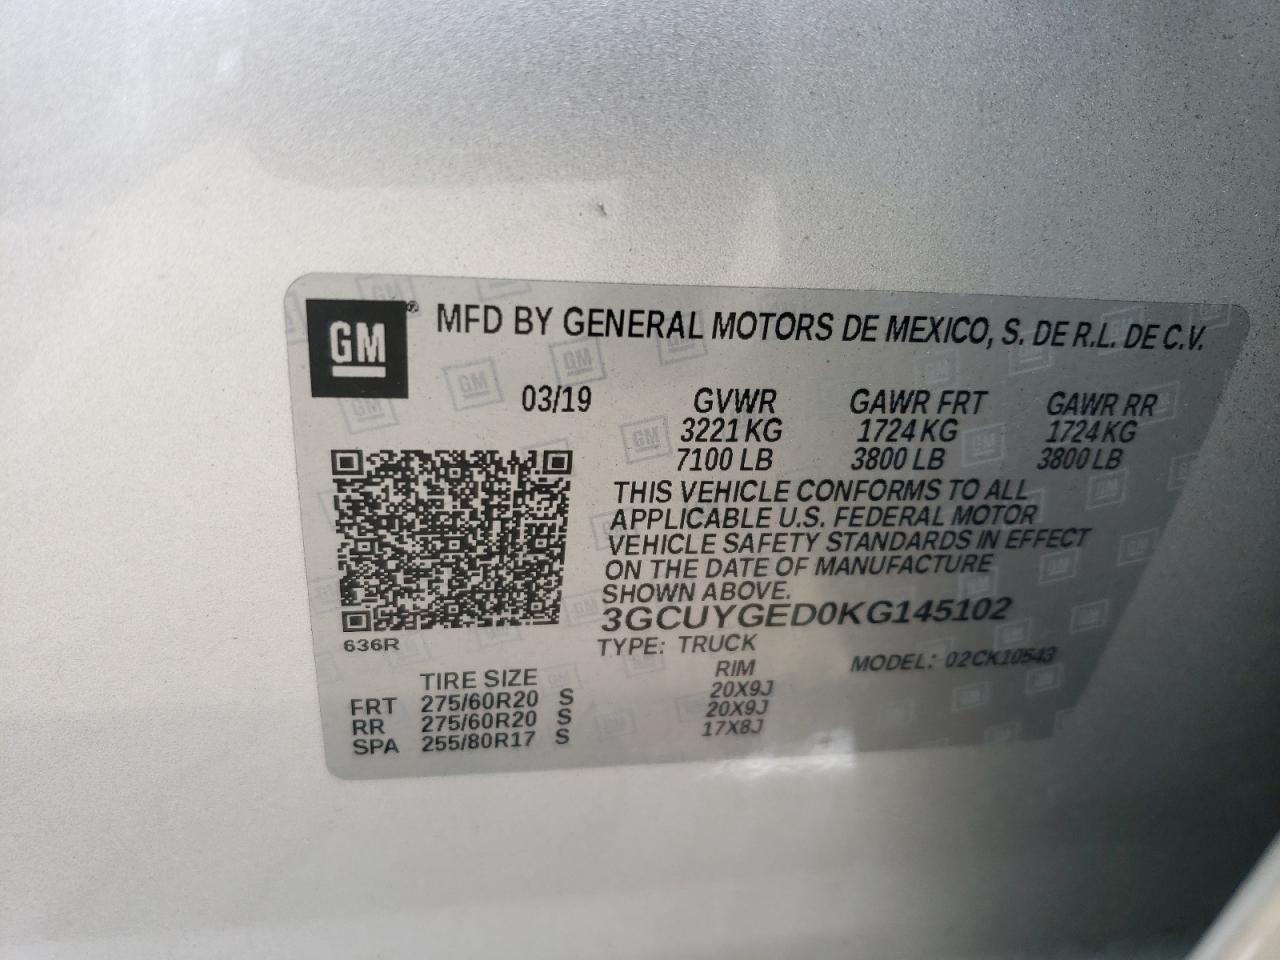 GM® MFD BY GENERAL MOTORS DE MEXICO, S. DE R.L. DE C.V.
03/19 GVWR GAWR FRT GAWR RR
3221 KG 1724 KG 1724 KG
7100 LB 3800 LB 3800 LB
THIS VEHICLE CONFORMS TO ALL
APPLICABLE U.S. FEDERAL MOTOR
VEHICLE SAFETY STANDARDS IN EFFECT
ON THE DATE OF MANUFACTURE
SHOWN ABOVE.
3GCUYGED0KG145102
636R
TYPE: TRUCK MODEL: 02CK10543
TIRE SIZE RIM
FRT 275/60R20 S 20X9J
RR 275/60R20 S 20X9J
SPA 255/80R17 S 17X8J